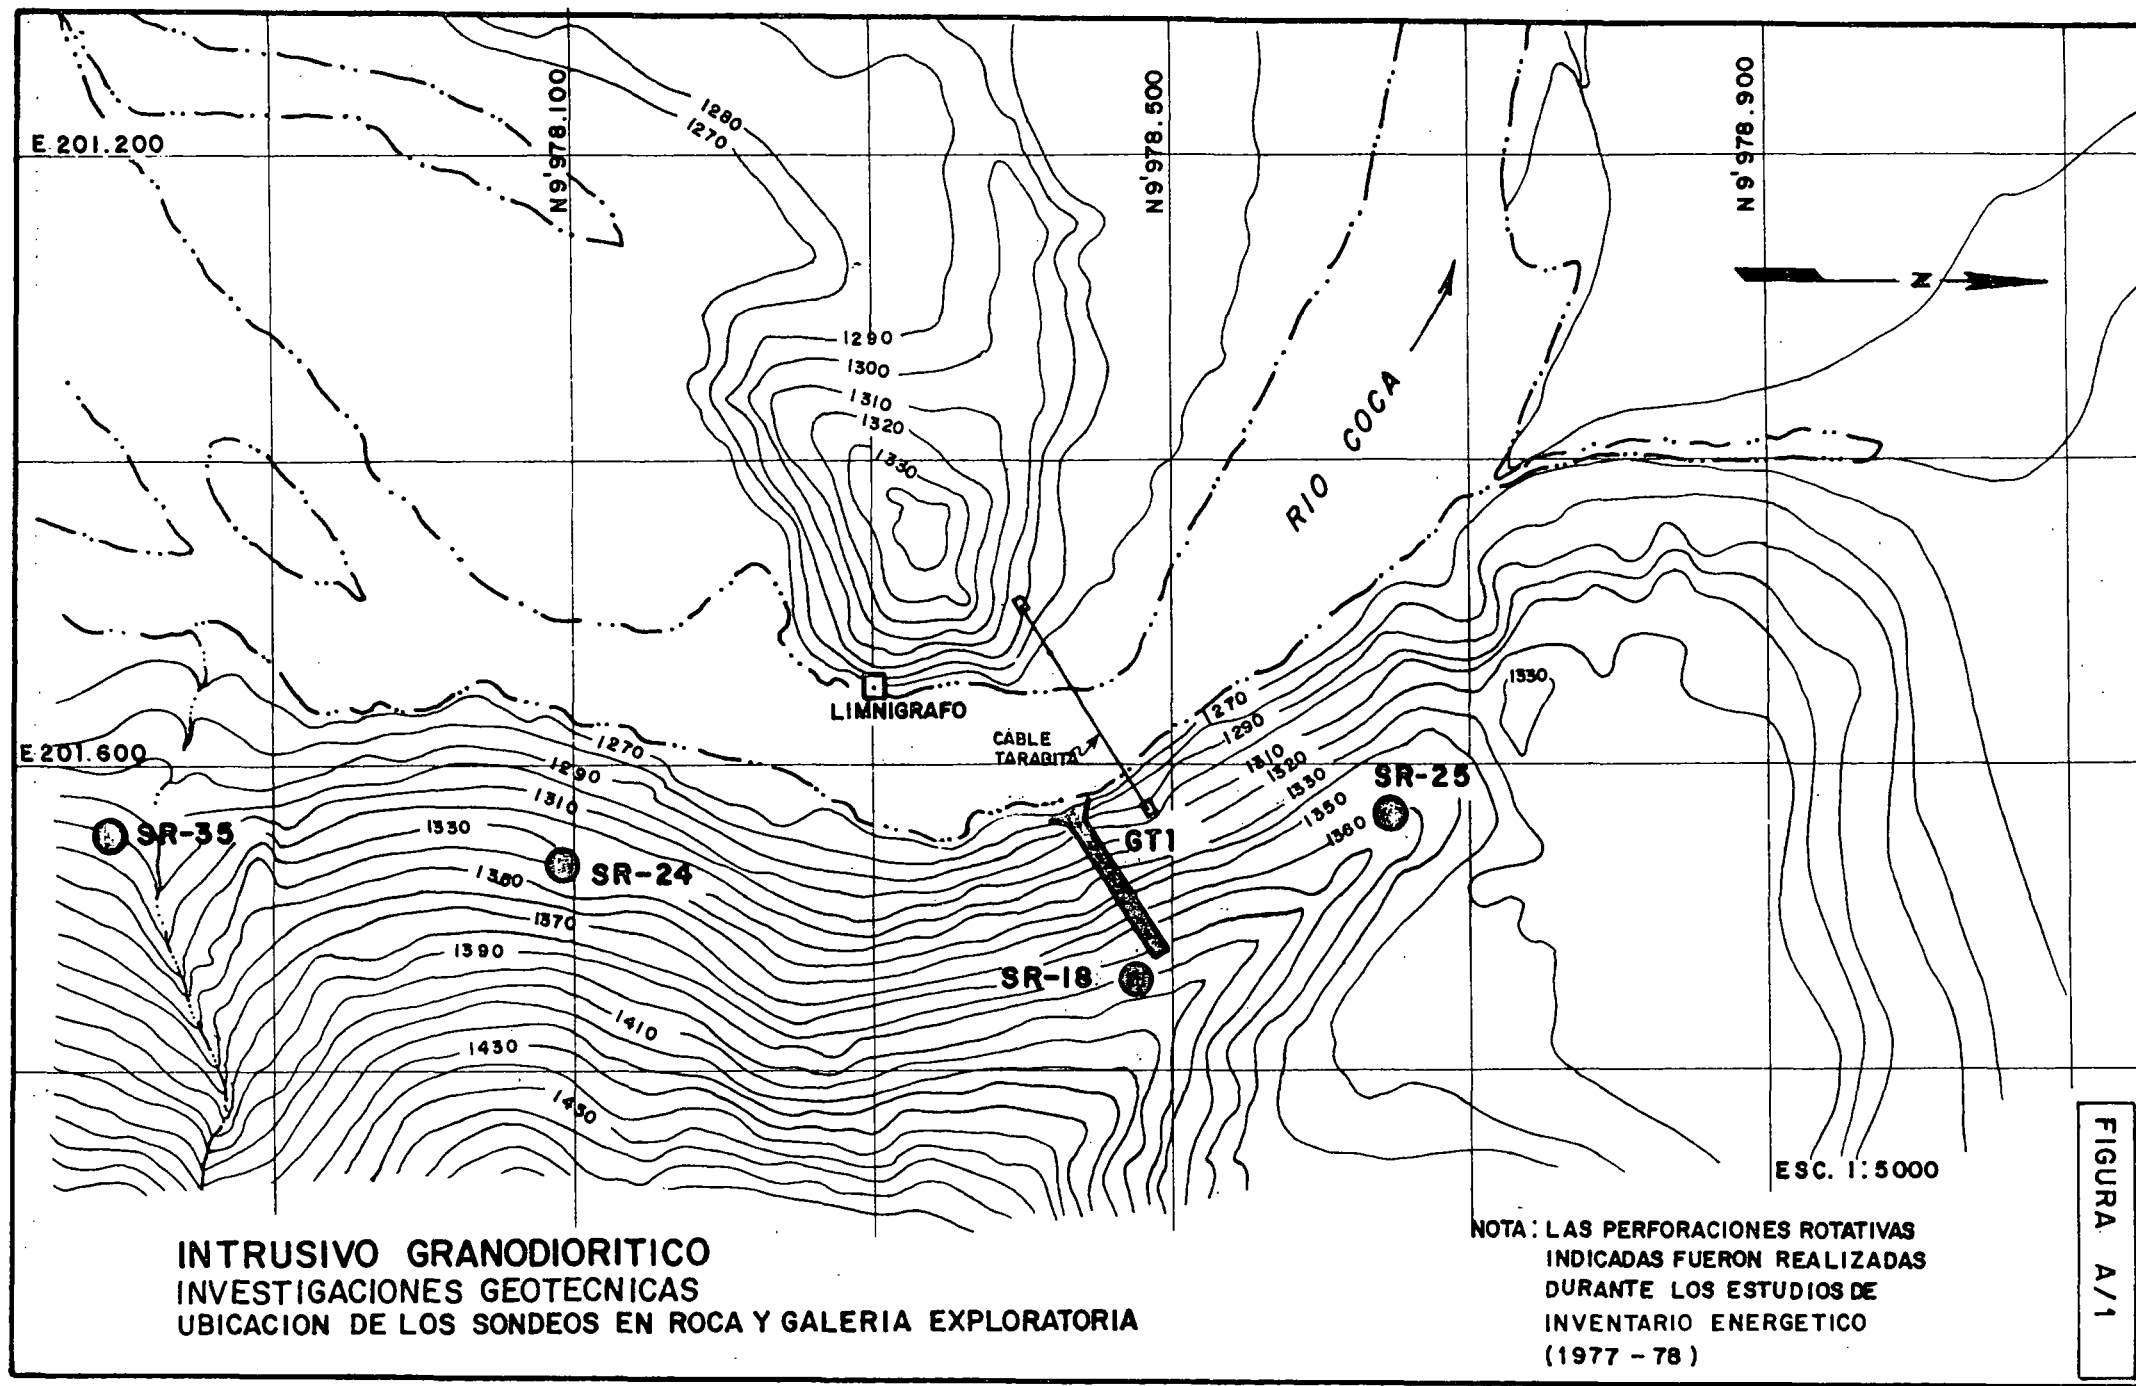 N9'978.100
N9'978.500
N9'978.900
E 201.200
1280
1270
N
1290
1300
1310
1320
1330
RIO COCA
LIMNIGRAFO
CABLE
TARABITA
E 201.600
1270
1290
1310
1330
1370
1390
1410
1430
1270
1290
1310
1320
1330
1350
1360
1330
SR-35
SR-24
SR-25
GT1
SR-18
ESC. 1:5000
INTRUSIVO GRANODIORITICO
INVESTIGACIONES GEOTECNICAS
UBICACION DE LOS SONDEOS EN ROCA Y GALERIA EXPLORATORIA
NOTA: LAS PERFORACIONES ROTATIVAS
INDICADAS FUERON REALIZADAS
DURANTE LOS ESTUDIOS DE
INVENTARIO ENERGETICO
(1977 - 78)
FIGURA A/1